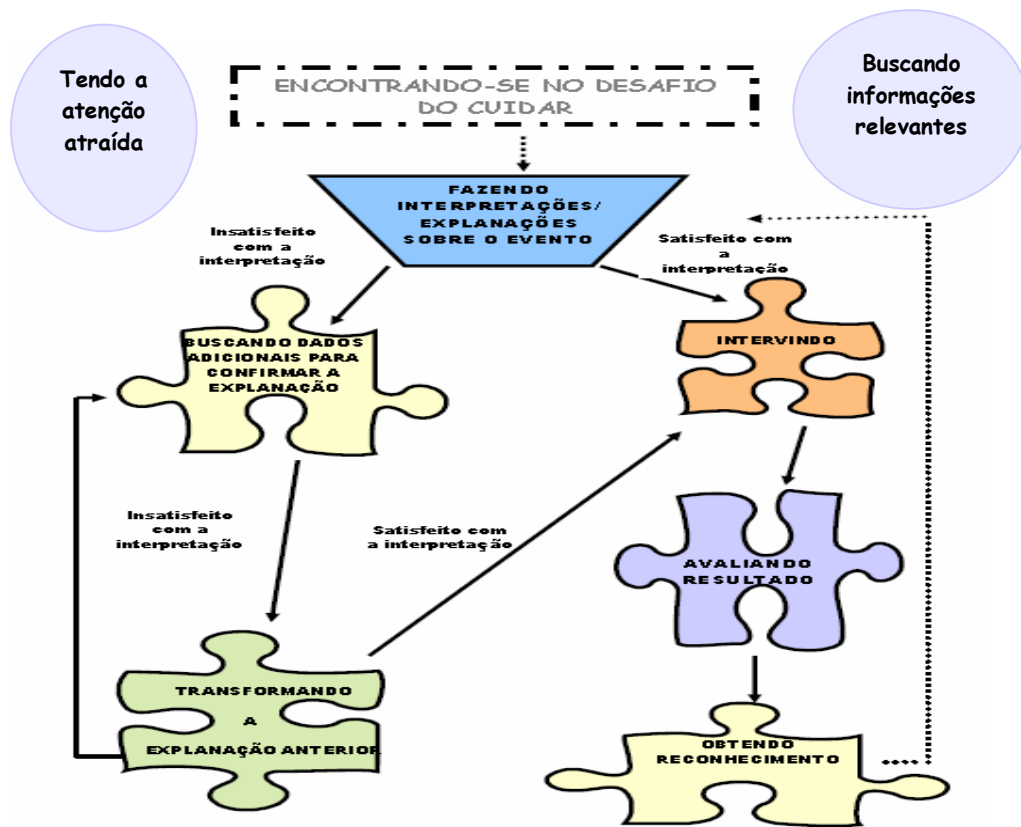 Tendo a
atenção
atraída
ENCONTRANDO-SE NO DESAFIO
DO CUIDAR
Buscando
informações
relevantes
FAZENDO
INTERPRETAÇÕES/
EXPLANAÇÕES
SOBRE O EVENTO
Insatisfeito
com a
interpretação
Satisfeito com
a
interpretação
BUSCANDO DADOS
ADICIONAIS PARA
CONFIRMAR A
EXPLANAÇÃO
INTERVINDO
Insatisfeito
com a
interpretação
Satisfeito com
a interpretação
AVALIANDO
RESULTADO
TRANSFORMANDO
A
EXPLANAÇÃO ANTERIOR
OBTENDO
RECONHECIMENTO